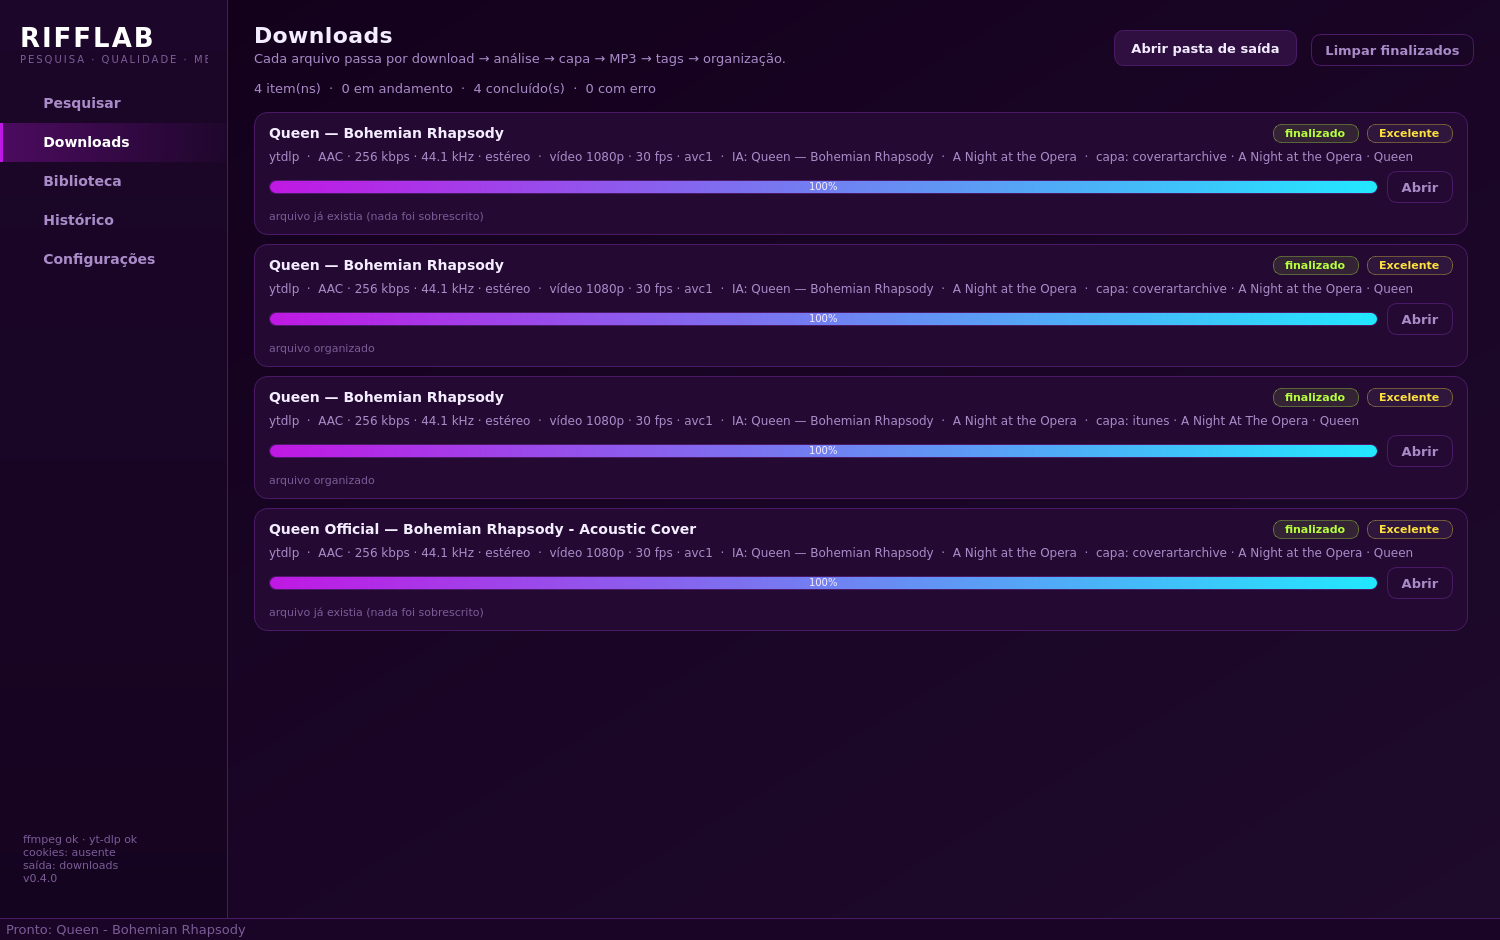 RIFFLAB
PESQUISA · QUALIDADE · ME
Pesquisar
Downloads
Biblioteca
Histórico
Configurações
ffmpeg ok · yt-dlp ok
cookies: ausente
saída: downloads
v0.4.0
Downloads
Cada arquivo passa por download → análise → capa → MP3 → tags → organização.
Abrir pasta de saída
Limpar finalizados
4 item(ns) · 0 em andamento · 4 concluído(s) · 0 com erro
Queen — Bohemian Rhapsody
finalizado
Excelente
ytdlp · AAC · 256 kbps · 44.1 kHz · estéreo · vídeo 1080p · 30 fps · avc1 · IA: Queen — Bohemian Rhapsody · A Night at the Opera · capa: coverartarchive · A Night at the Opera · Queen
100%
Abrir
arquivo já existia (nada foi sobrescrito)
Queen — Bohemian Rhapsody
finalizado
Excelente
ytdlp · AAC · 256 kbps · 44.1 kHz · estéreo · vídeo 1080p · 30 fps · avc1 · IA: Queen — Bohemian Rhapsody · A Night at the Opera · capa: coverartarchive · A Night at the Opera · Queen
100%
Abrir
arquivo organizado
Queen — Bohemian Rhapsody
finalizado
Excelente
ytdlp · AAC · 256 kbps · 44.1 kHz · estéreo · vídeo 1080p · 30 fps · avc1 · IA: Queen — Bohemian Rhapsody · A Night at the Opera · capa: itunes · A Night At The Opera · Queen
100%
Abrir
arquivo organizado
Queen Official — Bohemian Rhapsody - Acoustic Cover
finalizado
Excelente
ytdlp · AAC · 256 kbps · 44.1 kHz · estéreo · vídeo 1080p · 30 fps · avc1 · IA: Queen — Bohemian Rhapsody · A Night at the Opera · capa: coverartarchive · A Night at the Opera · Queen
100%
Abrir
arquivo já existia (nada foi sobrescrito)
Pronto: Queen - Bohemian Rhapsody